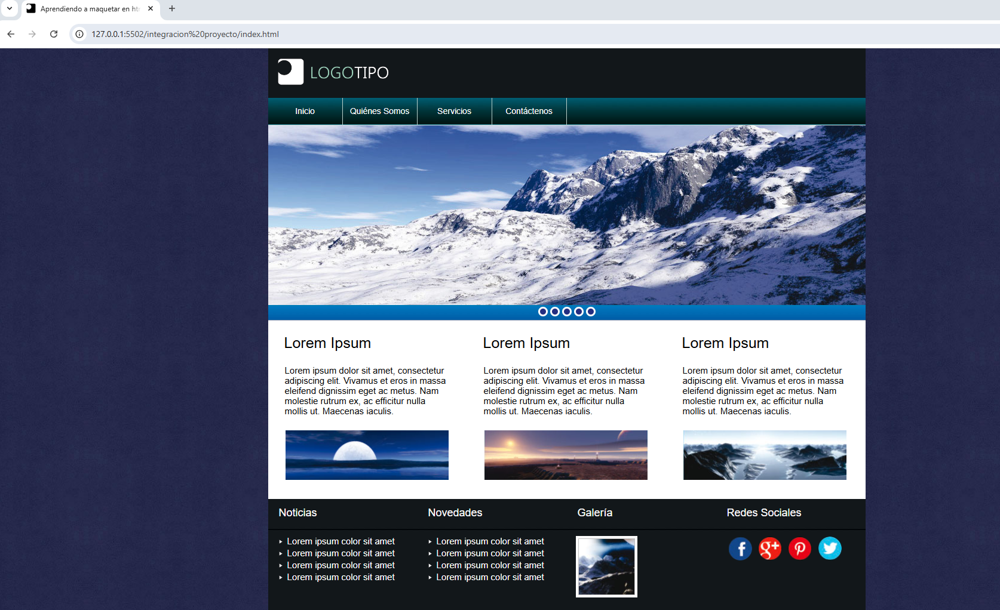 Aprendiendo a maquetar en
127.0.0.1:5502/integracion%20proyecto/index.html
LOGOTIPO
Inicio
Quiénes Somos
Servicios
Contáctenos
Lorem Ipsum
Lorem ipsum dolor sit amet, consectetur
adipiscing elit. Vivamus et eros in massa
eleifend dignissim eget ac metus. Nam
molestie rutrum ex, ac efficitur nulla
mollis ut. Maecenas iaculis.
Lorem Ipsum
Lorem ipsum dolor sit amet, consectetur
adipiscing elit. Vivamus et eros in massa
eleifend dignissim eget ac metus. Nam
molestie rutrum ex, ac efficitur nulla
mollis ut. Maecenas iaculis.
Lorem Ipsum
Lorem ipsum dolor sit amet, consectetur
adipiscing elit. Vivamus et eros in massa
eleifend dignissim eget ac metus. Nam
molestie rutrum ex, ac efficitur nulla
mollis ut. Maecenas iaculis.
Noticias
Lorem ipsum color sit amet
Lorem ipsum color sit amet
Lorem ipsum color sit amet
Lorem ipsum color sit amet
Novedades
Lorem ipsum color sit amet
Lorem ipsum color sit amet
Lorem ipsum color sit amet
Lorem ipsum color sit amet
Galería
Redes Sociales